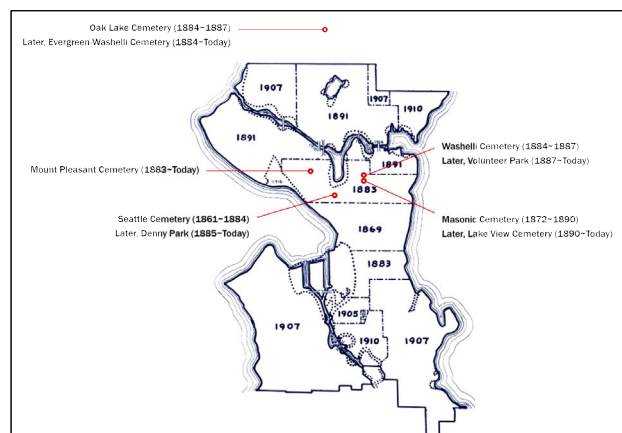 Oak Lake Cemetery (1884~1887)
Later, Evergreen-Washelli Cemetery (1884~Today)
1907
1891
1907
1910
1891
Washelli Cemetery (1884~1887)
Later, Volunteer Park (1887~Today)
1891
Mount Pleasant Cemetery (1883~Today)
1883
Seattle Cemetery (1861~1884)
Later, Denny Park (1885~Today)
Masonic Cemetery (1872~1890)
Later, Lake View Cemetery (1890~Today)
1869
1883
1905
1907
1910
1907